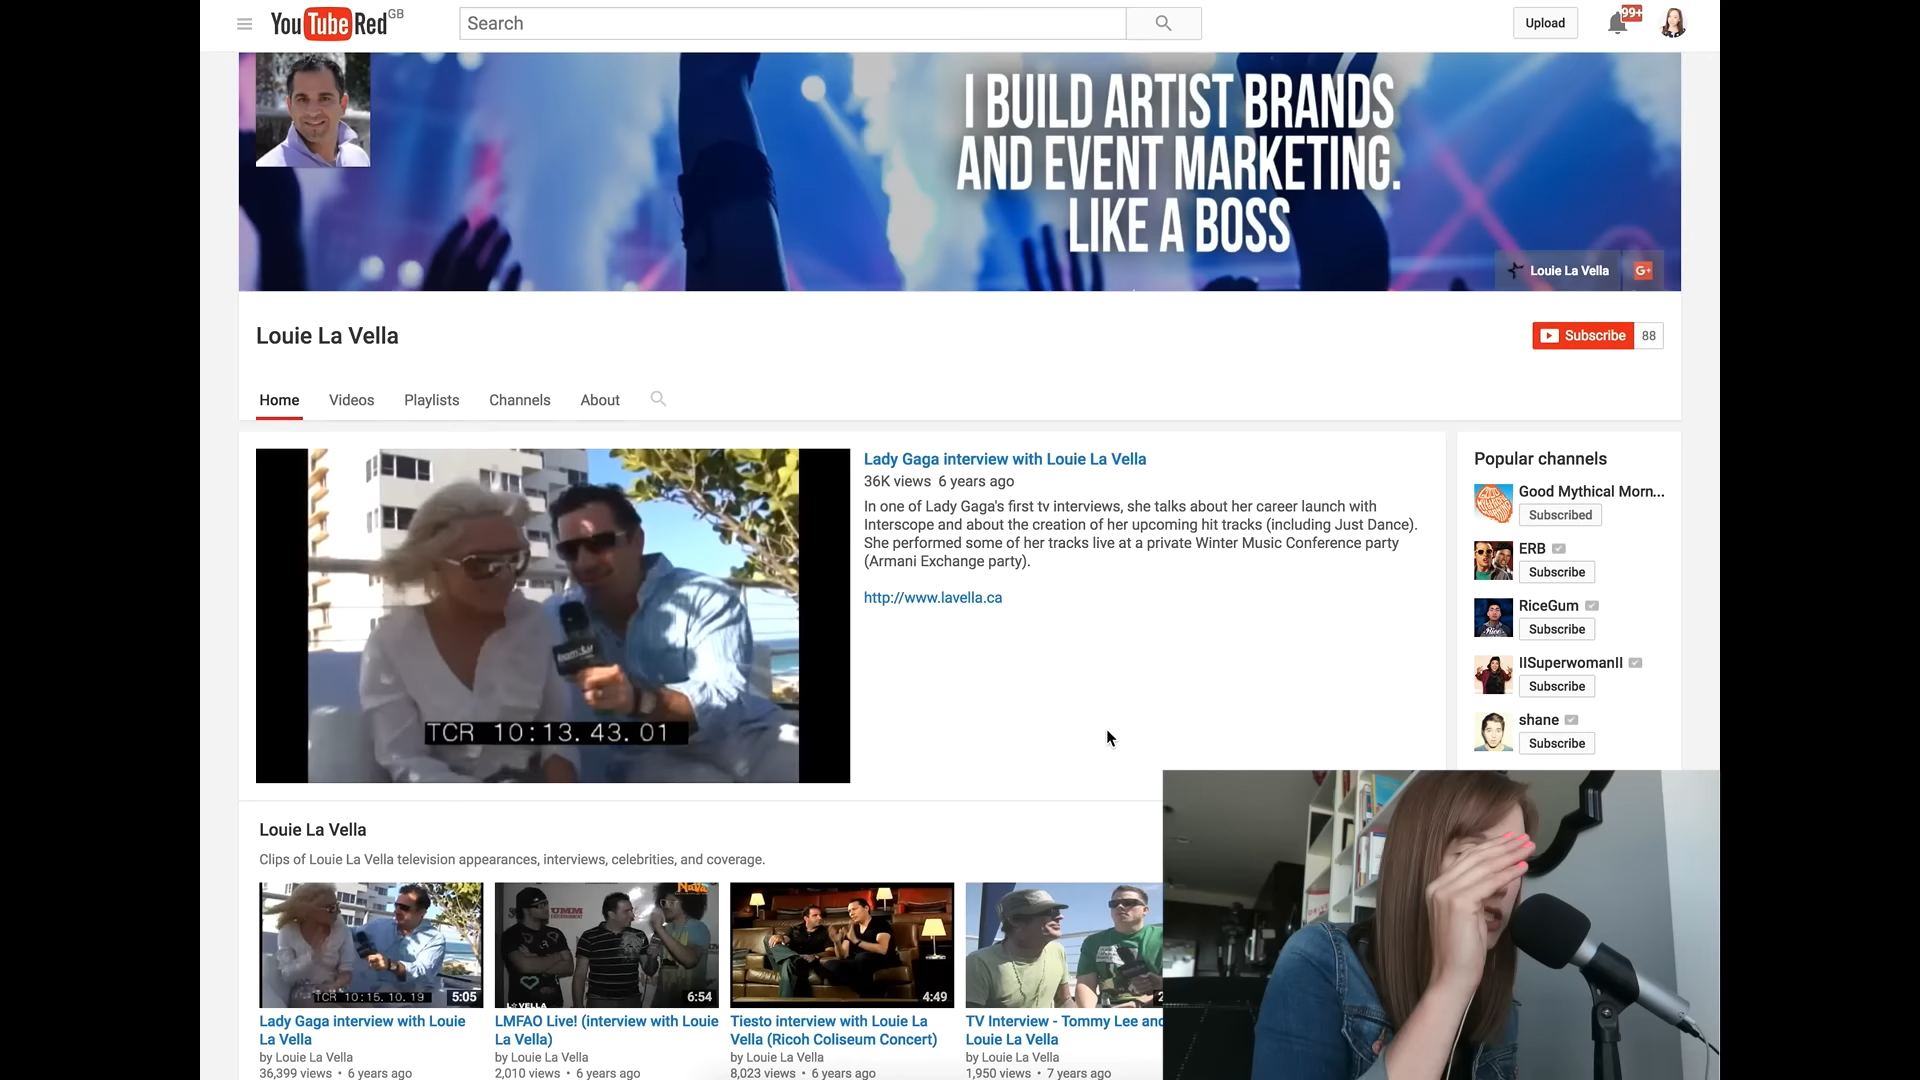 YouTube Red GB
Search
Upload
99+
I BUILD ARTIST BRANDS
AND EVENT MARKETING.
LIKE A BOSS
Louie La Vella
G+
Louie La Vella
Subscribe 88
Home Videos Playlists Channels About
TCR 10:13.43.01
Lady Gaga interview with Louie La Vella
36K views 6 years ago
In one of Lady Gaga's first tv interviews, she talks about her career launch with
Interscope and about the creation of her upcoming hit tracks (including Just Dance).
She performed some of her tracks live at a private Winter Music Conference party
(Armani Exchange party).
http://www.lavella.ca
Popular channels
Good Mythical Morn...
Subscribed
ERB
Subscribe
RiceGum
Subscribe
IISuperwomanII
Subscribe
shane
Subscribe
Louie La Vella
Clips of Louie La Vella television appearances, interviews, celebrities, and coverage.
TCR 10:15.10.19 5:05
Lady Gaga interview with Louie
La Vella
by Louie La Vella
36,399 views • 6 years ago
LAVELLA
6:54
LMFAO Live! (interview with Louie
La Vella)
by Louie La Vella
2,010 views • 6 years ago
4:49
Tiesto interview with Louie La
Vella (Ricoh Coliseum Concert)
by Louie La Vella
8,023 views • 6 years ago
TV Interview - Tommy Lee and
Louie La Vella
by Louie La Vella
1,950 views • 7 years ago